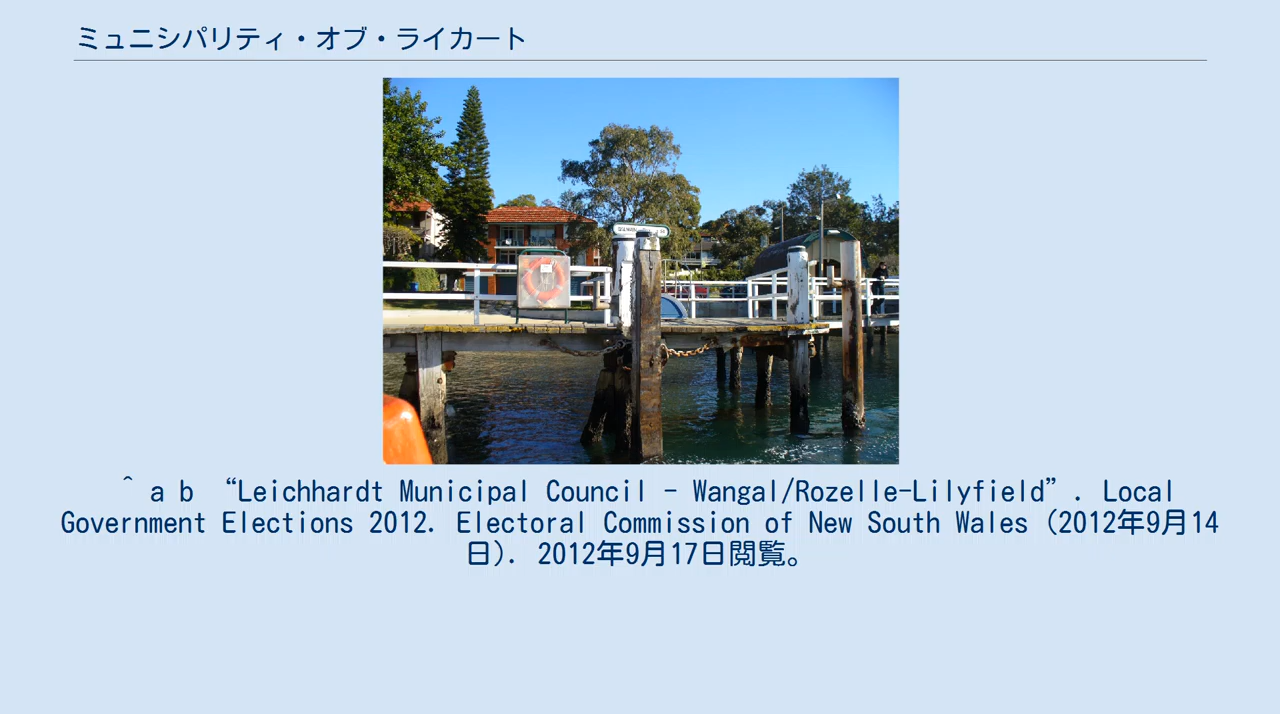 ミュニシパリティ・オブ・ライカート
^ a b “Leichhardt Municipal Council - Wangal/Rozelle-Lilyfield”. Local
Government Elections 2012. Electoral Commission of New South Wales (2012年9月14
日). 2012年9月17日閲覧。